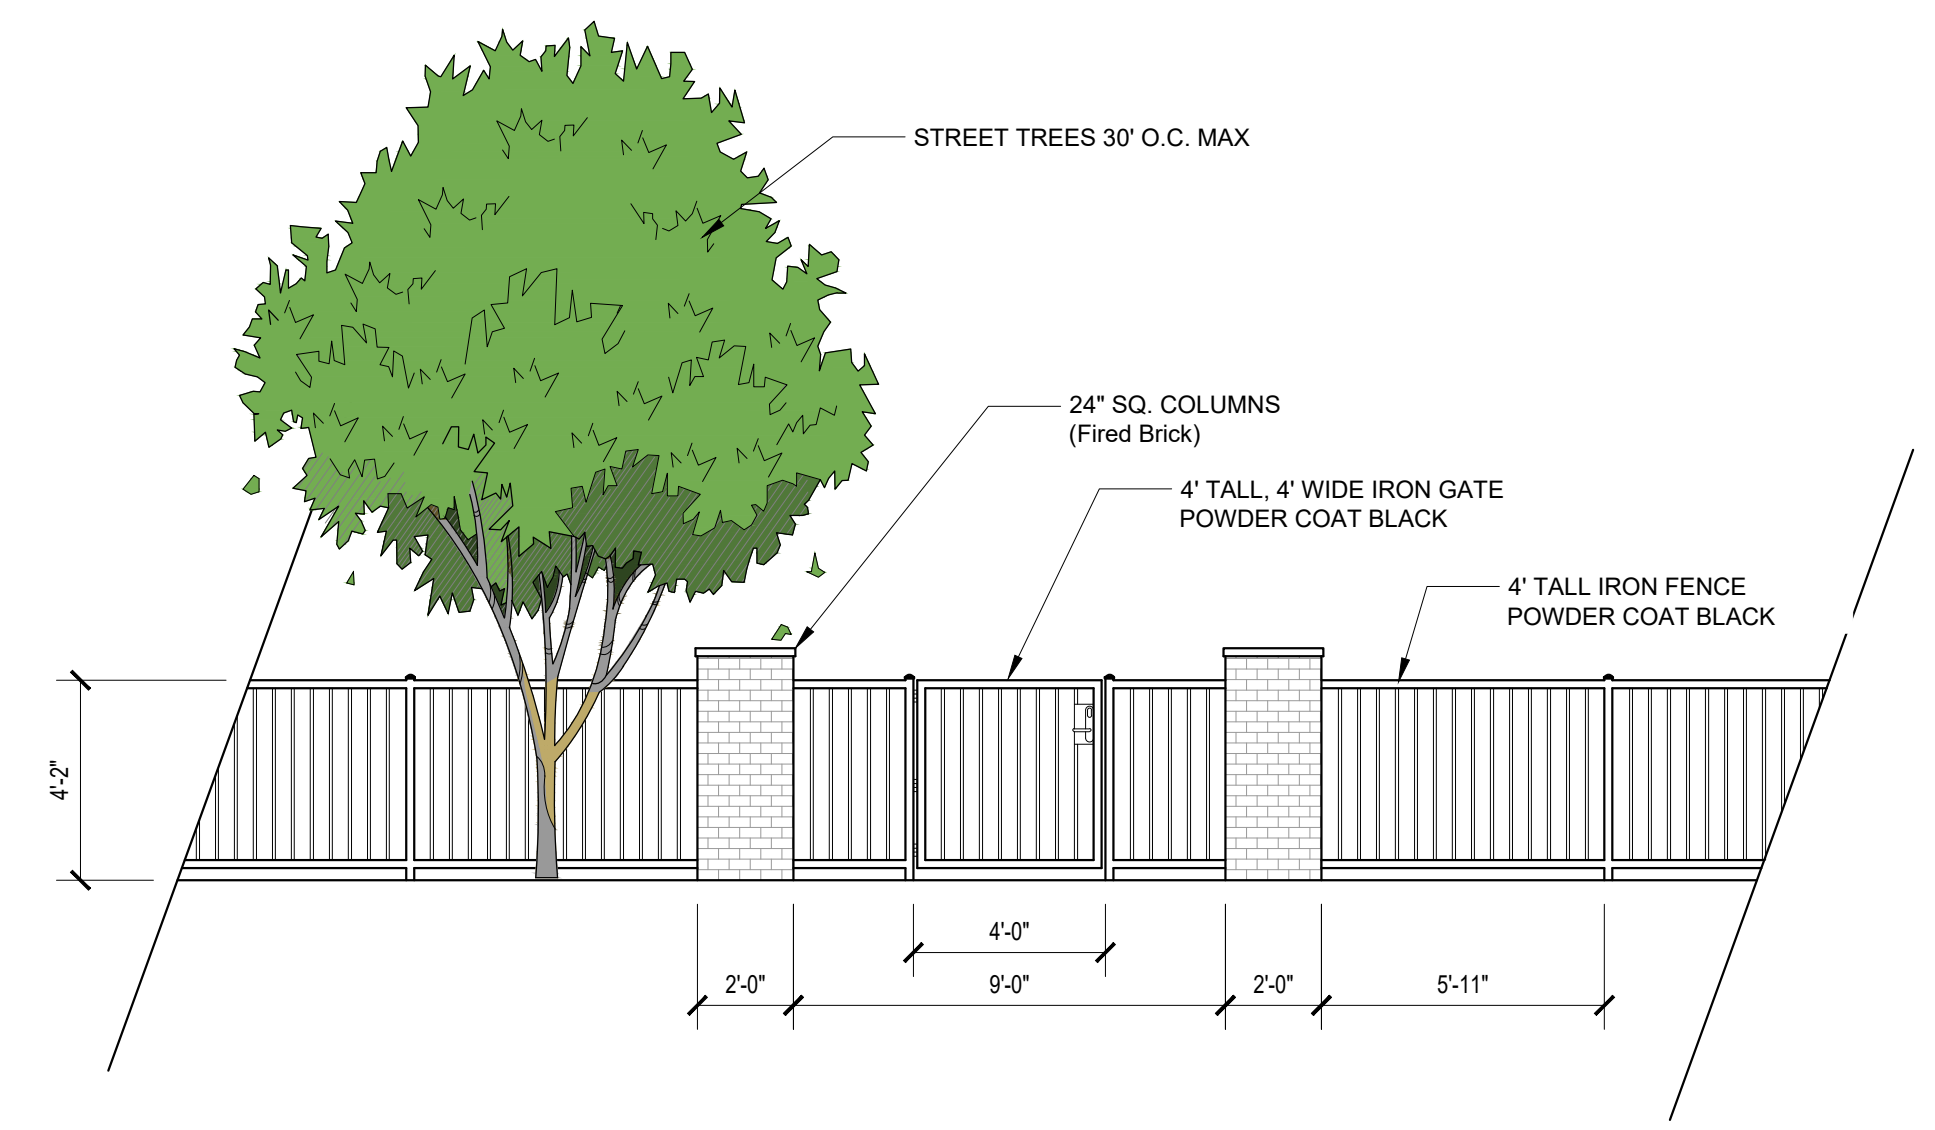 STREET TREES 30' O.C. MAX
24" SQ. COLUMNS
(Fired Brick)
4' TALL, 4' WIDE IRON GATE
POWDER COAT BLACK
4' TALL IRON FENCE
POWDER COAT BLACK
4'-2"
4'-0"
2'-0"
9'-0"
2'-0"
5'-11"